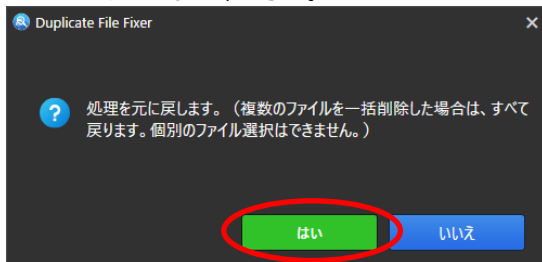 Duplicate File Fixer
処理を元に戻します。（複数のファイルを一括削除した場合は、すべて
戻ります。個別のファイル選択はできません。）
はい
いいえ